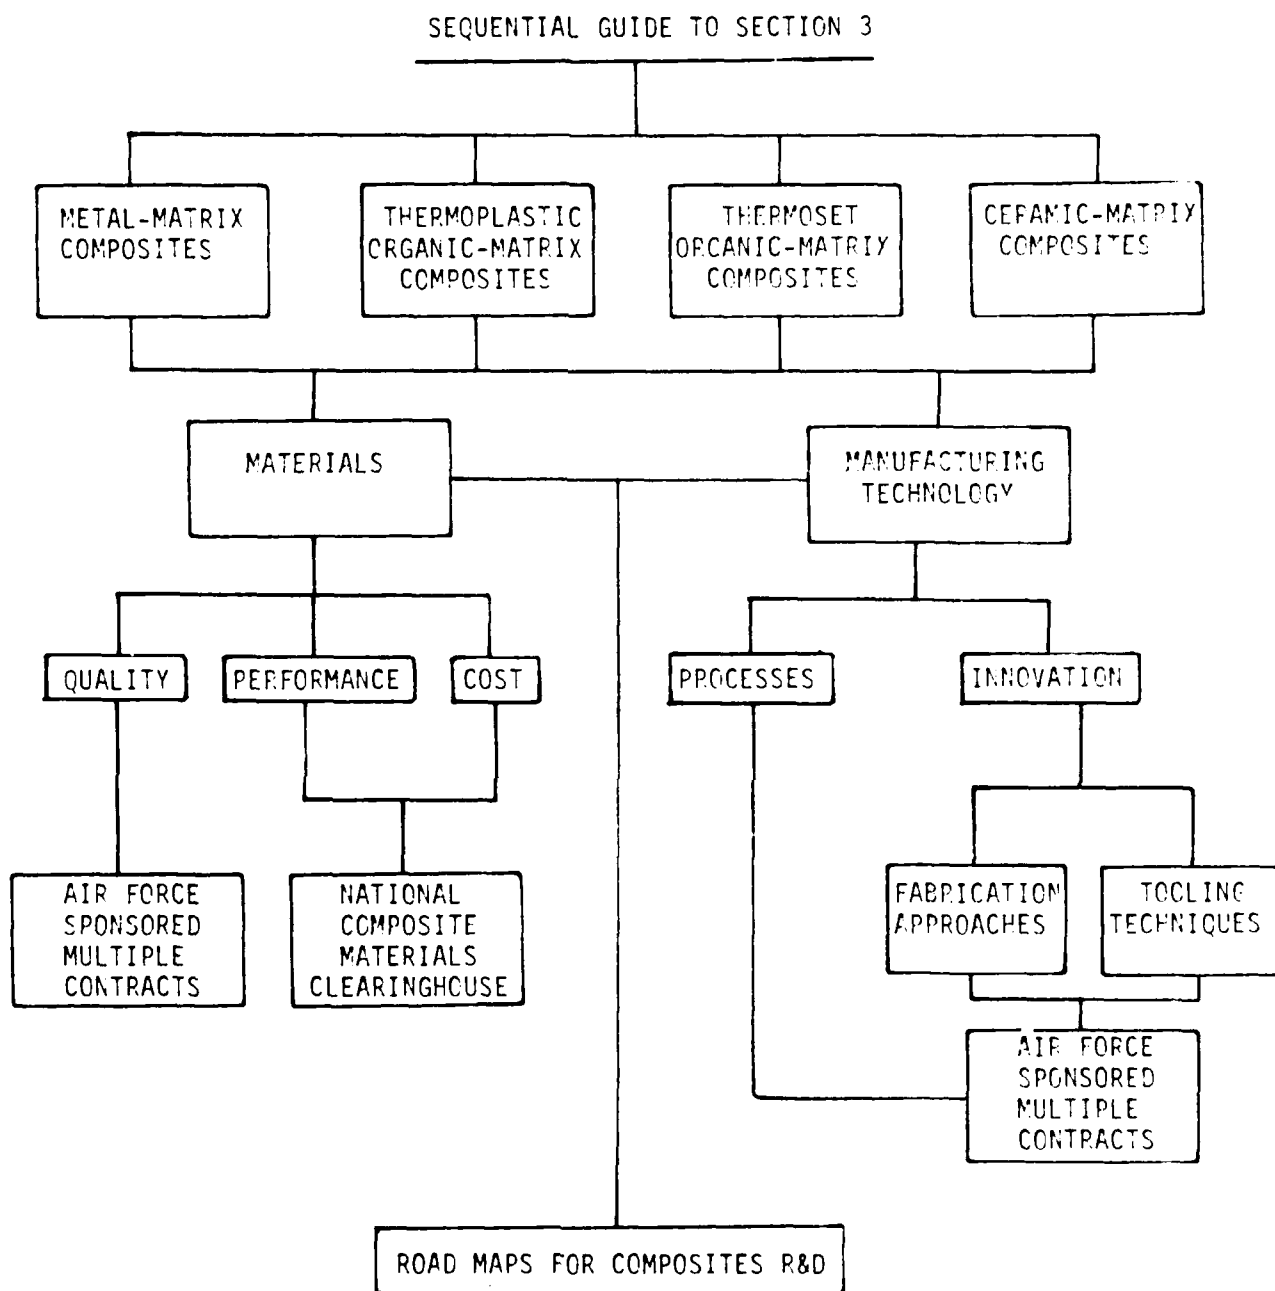 SEQUENTIAL GUIDE TO SECTION 3
METAL-MATRIX
COMPOSITES
THERMOPLASTIC
ORGANIC-MATRIX
COMPOSITES
THERMOSET
ORGANIC-MATRIX
COMPOSITES
CERAMIC-MATRIX
COMPOSITES
MATERIALS
MANUFACTURING
TECHNOLOGY
QUALITY
PERFORMANCE
COST
PROCESSES
INNOVATION
AIR FORCE
SPONSORED
MULTIPLE
CONTRACTS
NATIONAL
COMPOSITE
MATERIALS
CLEARINGHOUSE
FABRICATION
APPROACHES
TOOLING
TECHNIQUES
AIR FORCE
SPONSORED
MULTIPLE
CONTRACTS
ROAD MAPS FOR COMPOSITES R&D